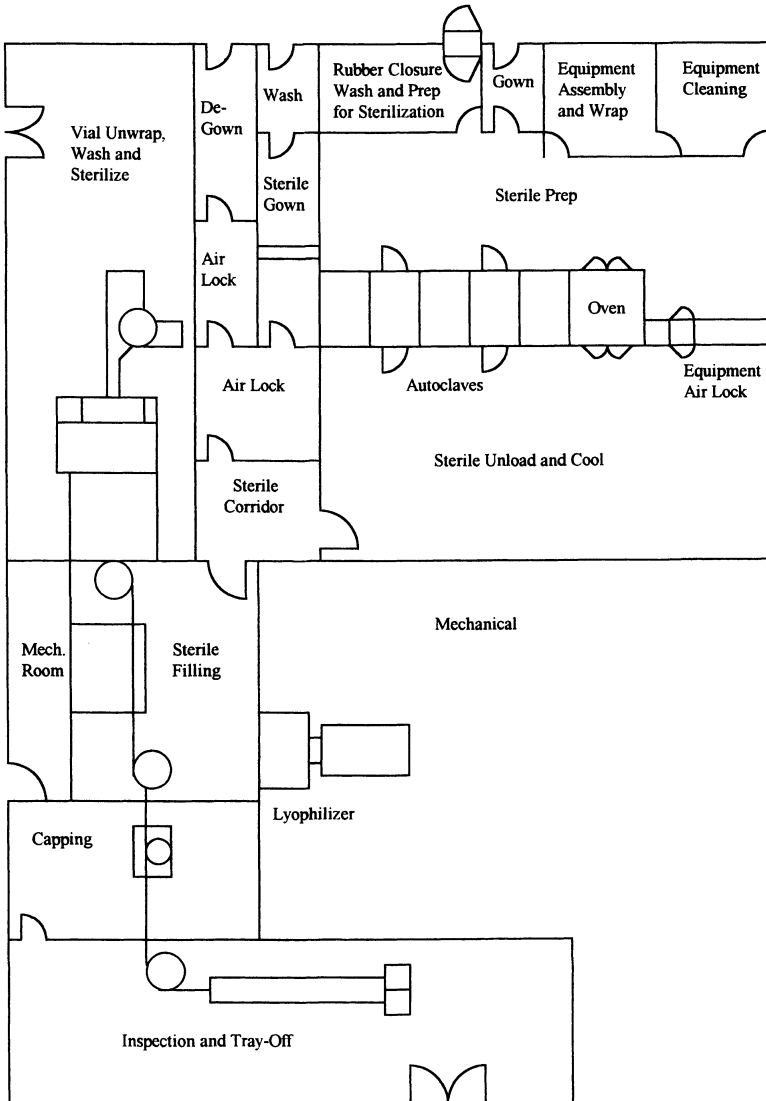 Rubber Closure
Wash and Prep
for Sterilization
Gown
Equipment
Assembly
and Wrap
Equipment
Cleaning
Wash
De-
Gown
Vial Unwrap,
Wash and
Sterilize
Sterile
Gown
Sterile Prep
Air
Lock
Oven
Equipment
Air Lock
Air Lock
Autoclaves
Sterile Unload and Cool
Sterile
Corridor
Mechanical
Mech.
Room
Sterile
Filling
Lyophilizer
Capping
Inspection and Tray-Off